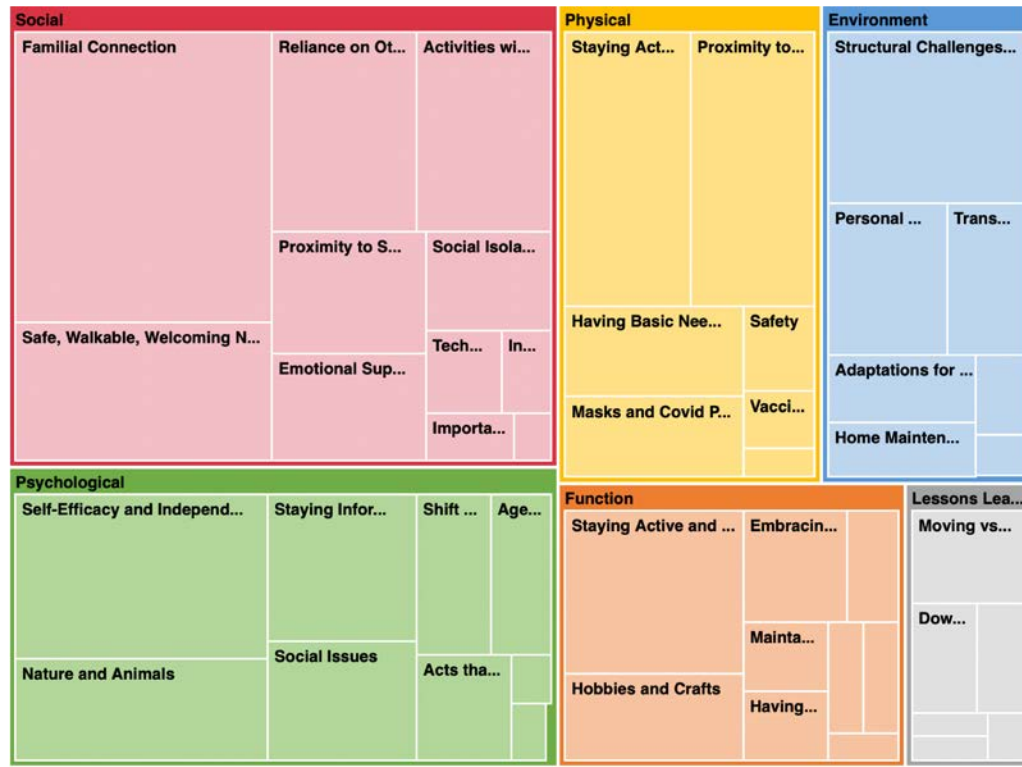 Social
Familial Connection
Reliance on Ot...
Activities wi...
Safe, Walkable, Welcoming N...
Proximity to S...
Social Isola...
Emotional Sup...
Tech...
In...
Importa...
Physical
Staying Act...
Proximity to...
Having Basic Nee...
Safety
Masks and Covid P...
Vacci...
Environment
Structural Challenges...
Personal ...
Trans...
Adaptations for ...
Home Mainten...
Psychological
Self-Efficacy and Independ...
Staying Infor...
Shift ...
Age...
Nature and Animals
Social Issues
Acts tha...
Function
Staying Active and ...
Embracin...
Mainta...
Hobbies and Crafts
Having...
Lessons Lea...
Moving vs...
Dow...